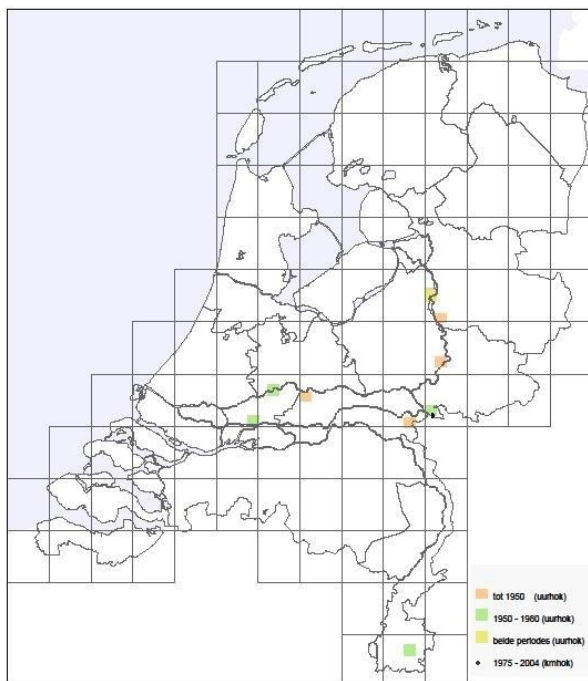 tot 1950 (uurhok)
1950 - 1980 (uurhok)
beide periodes (uurhok)
1975 - 2004 (kmhok)